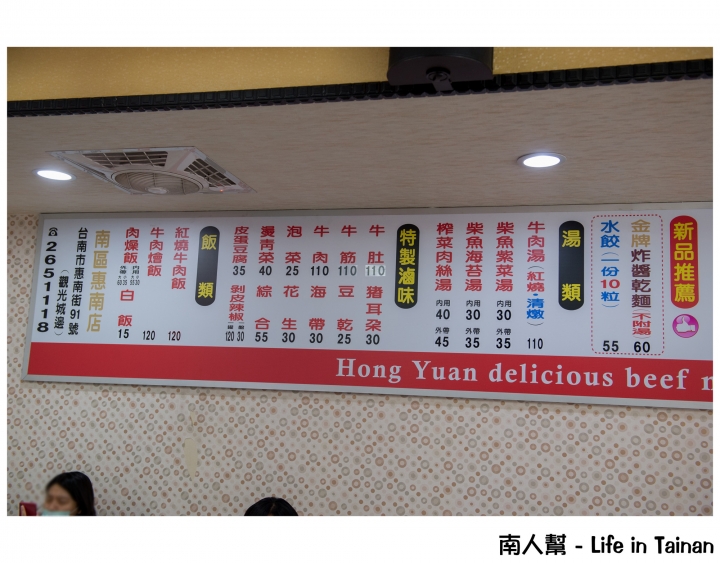 新品推薦
金牌炸醬乾麵 不附湯 60
水餃(一份10粒) 55
湯類
牛肉湯(紅燒・清燉) 110
柴魚紫菜湯 內用 30 外帶 35
柴魚海苔湯 內用 30 外帶 35
榨菜肉絲湯 內用 40 外帶 45
特製滷味
牛肚 110 豬耳朵 30
牛筋 110 豆乾 25
牛肉 110 海帶 30
泡菜 25 花生 30
燙青菜 40 綜合 55
皮蛋豆腐 35 剝皮辣椒 120 30
飯類
紅燒牛肉飯 120
牛肉燴飯 120
肉燥飯 白飯 15
南區惠南店
台南市惠南街91號
(觀光城邊)
☎2651118
Hong Yuan delicious beef n
南人幫 - Life in Tainan